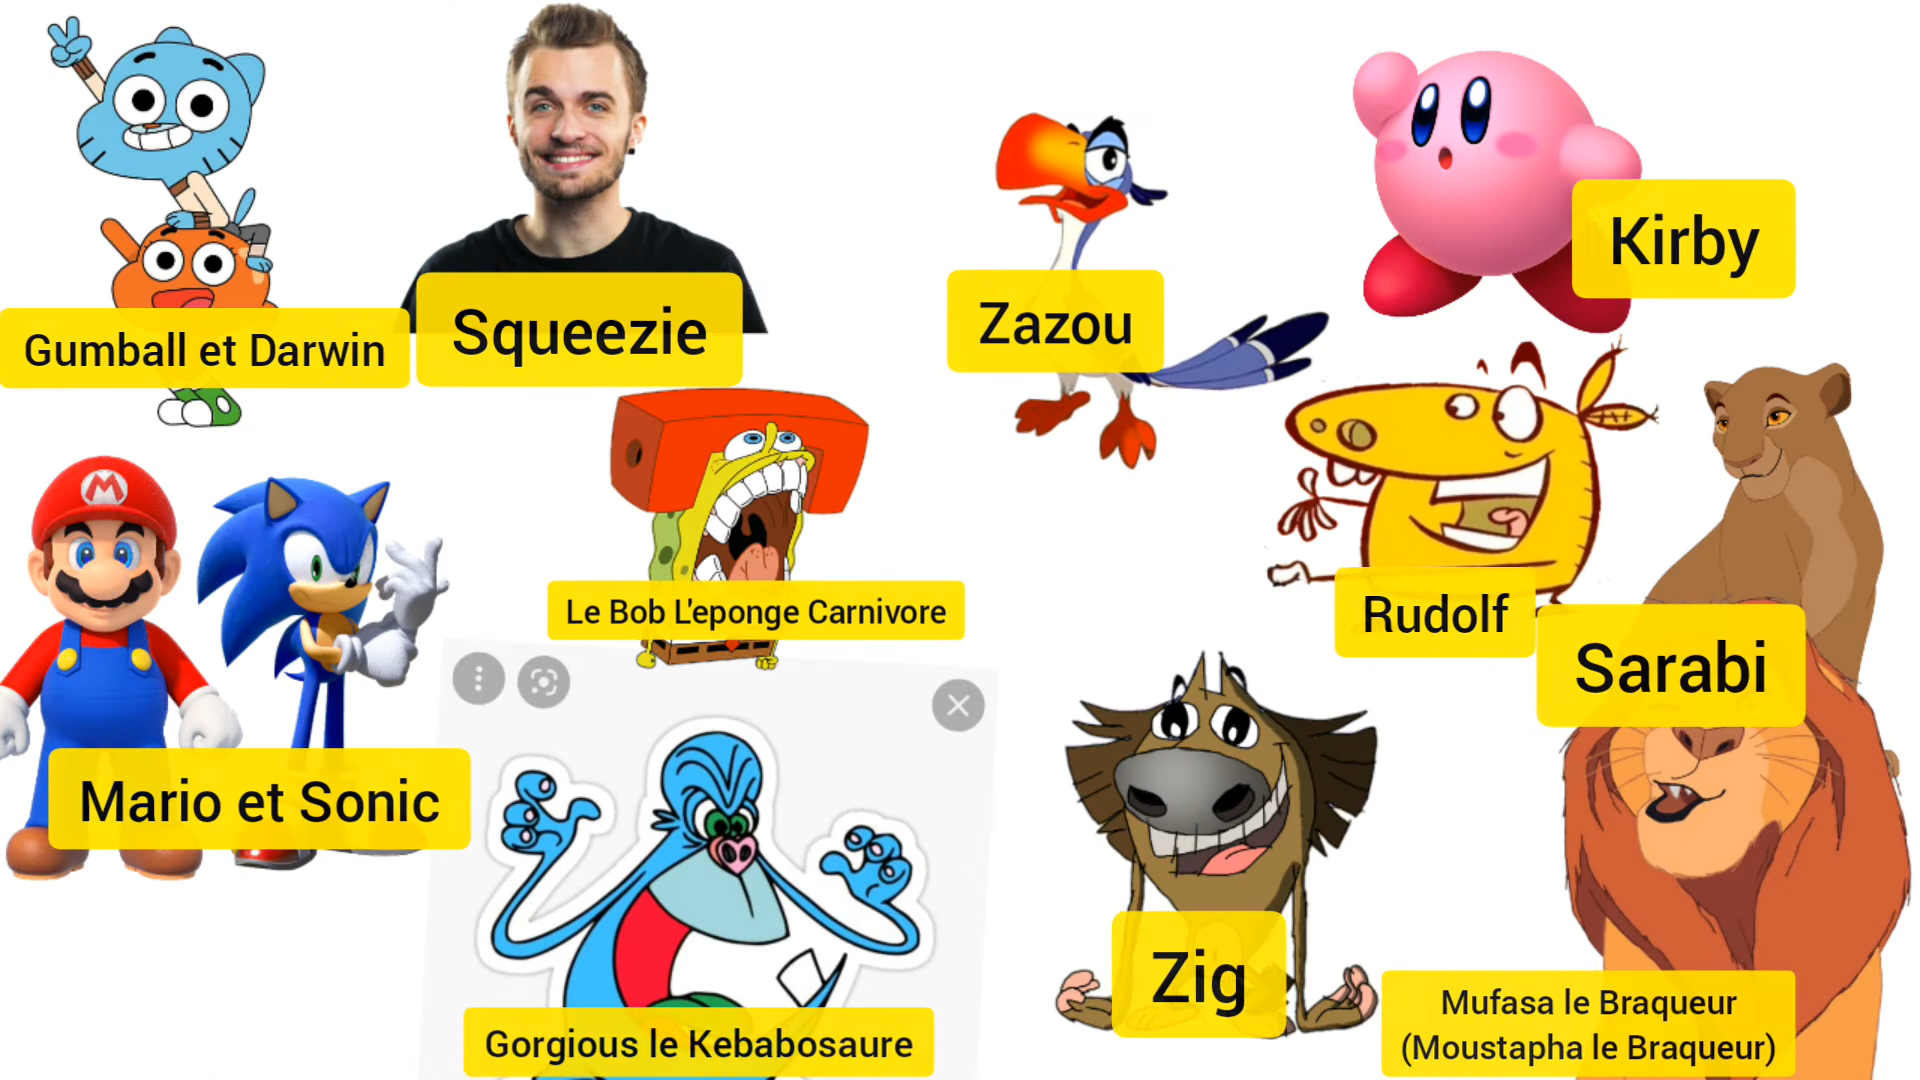 Gumball et Darwin
Squeezie
Zazou
Kirby
M
Le Bob L'eponge Carnivore
Rudolf
Sarabi
Mario et Sonic
Zig
Gorgious le Kebabosaure
Mufasa le Braqueur
(Moustapha le Braqueur)